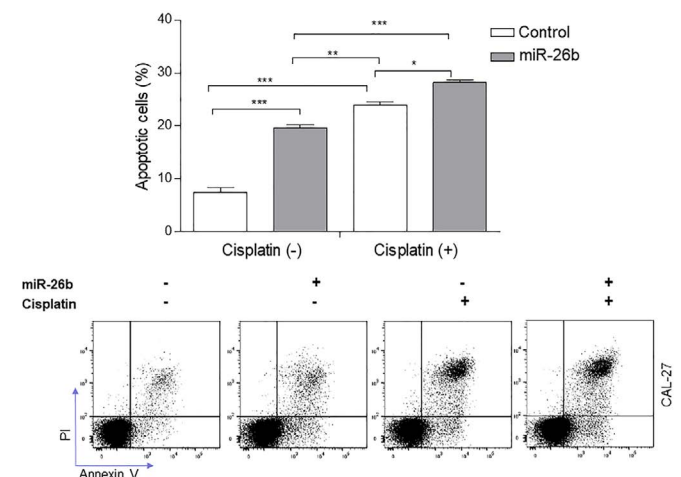 40
30
20
10
0
Apoptotic cells (%)
***
**
***
*
***
Control
miR-26b
Cisplatin (-)
Cisplatin (+)
miR-26b - + - +
Cisplatin - - + +
PI
Annexin V
CAL-27